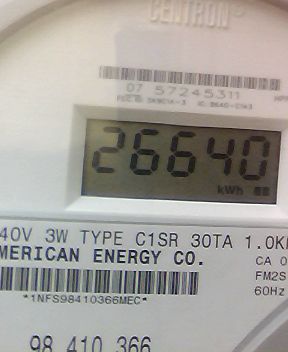 CENTRON®
07 57245311
26640
kWh
40V 3W TYPE C1SR 30TA 1.0K
MERICAN ENERGY CO.
CA 0
FM2S
60Hz
*1NFS98410366MEC*
98 410 366